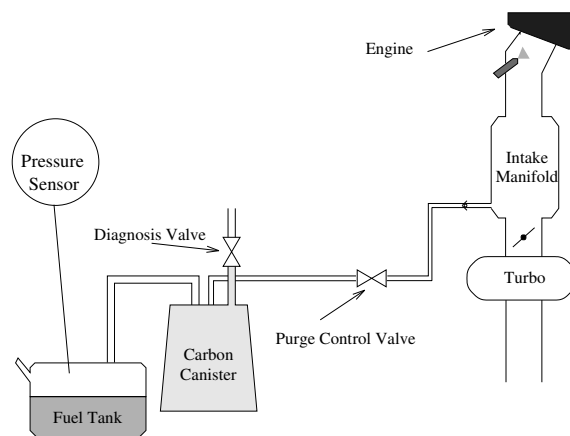 Engine
Pressure
Sensor
Intake
Manifold
Diagnosis Valve
Turbo
Purge Control Valve
Carbon
Canister
Fuel Tank